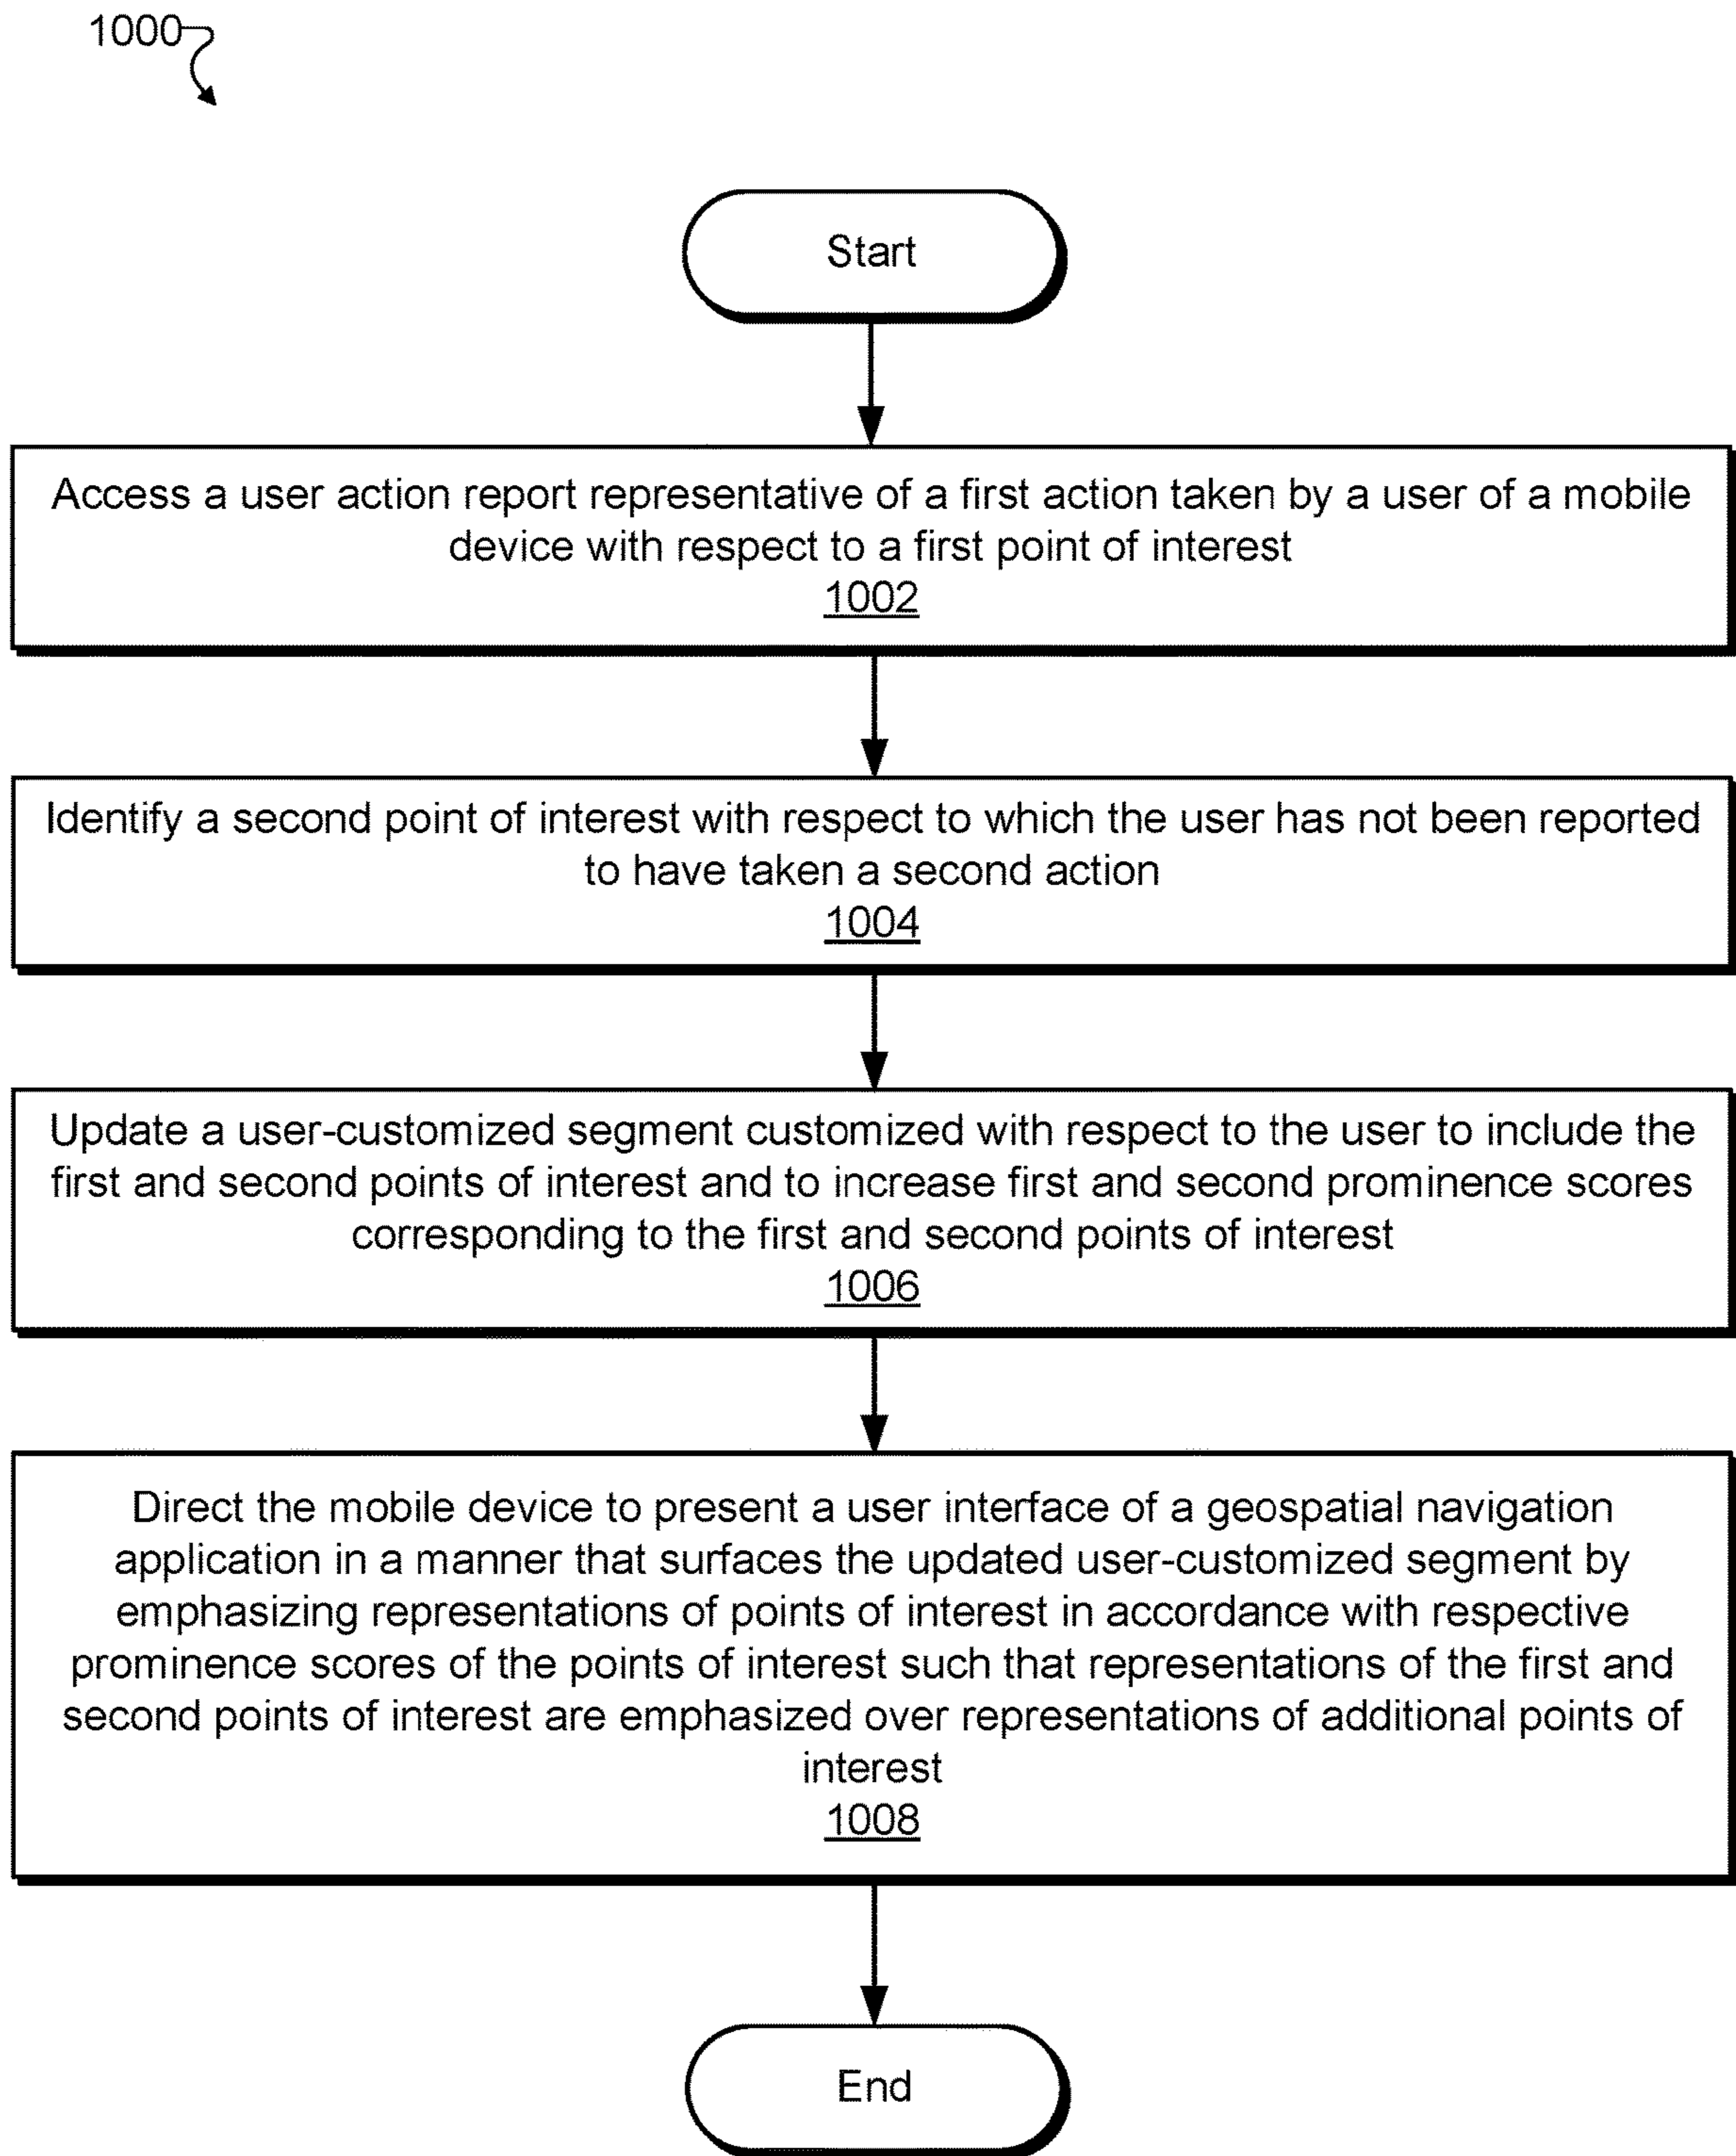 1000
Start
Access a user action report representative of a first action taken by a user of a mobile
device with respect to a first point of interest
1002
Identify a second point of interest with respect to which the user has not been reported
to have taken a second action
1004
Update a user-customized segment customized with respect to the user to include the
first and second points of interest and to increase first and second prominence scores
corresponding to the first and second points of interest
1006
Direct the mobile device to present a user interface of a geospatial navigation
application in a manner that surfaces the updated user-customized segment by
emphasizing representations of points of interest in accordance with respective
prominence scores of the points of interest such that representations of the first and
second points of interest are emphasized over representations of additional points of
interest
1008
End